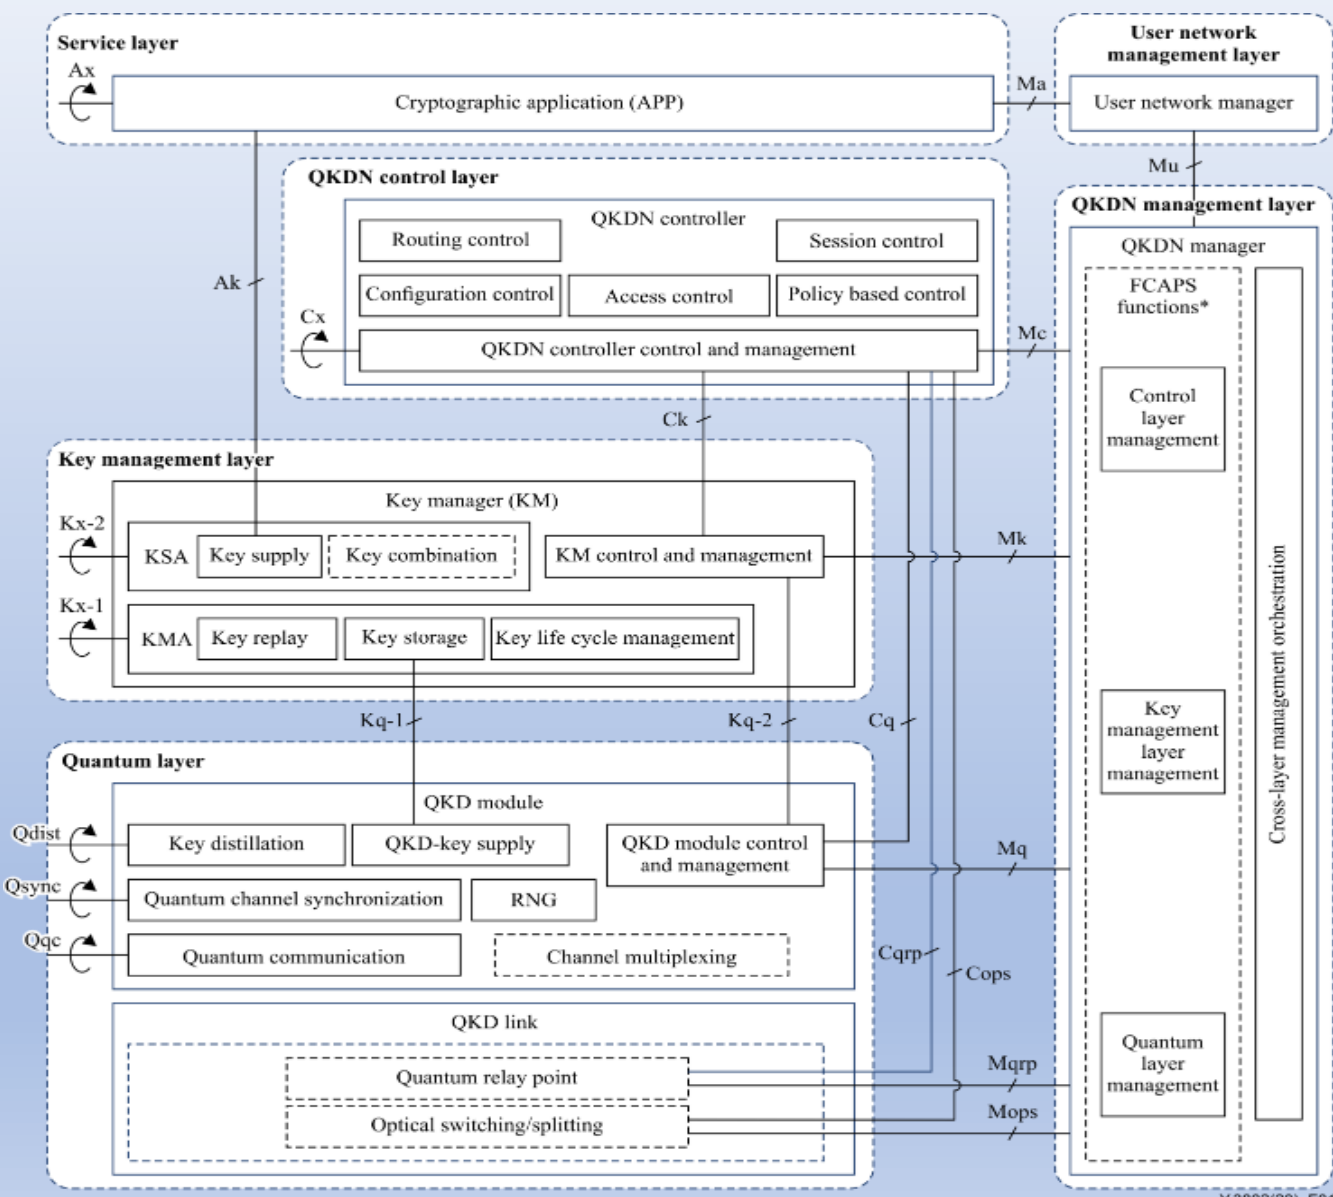 Service layer
Ax
Cryptographic application (APP)
Ma
User network
management layer
User network manager
Mu
QKDN control layer
QKDN controller
Routing control
Session control
Configuration control
Access control
Policy based control
Cx
QKDN controller control and management
Mc
Ak
Ck
QKDN management layer
QKDN manager
FCAPS
functions*
Control
layer
management
Key
management
layer
management
Quantum
layer
management
Cross-layer management orchestration
Key management layer
Key manager (KM)
Kx-2
KSA
Key supply
Key combination
KM control and management
Mk
Kx-1
KMA
Key replay
Key storage
Key life cycle management
Kq-1
Kq-2
Cq
Quantum layer
QKD module
Qdist
Key distillation
QKD-key supply
QKD module control
and management
Mq
Qsync
Quantum channel synchronization
RNG
Qqc
Quantum communication
Channel multiplexing
Cqrp
Cops
QKD link
Quantum relay point
Mqrp
Optical switching/splitting
Mops